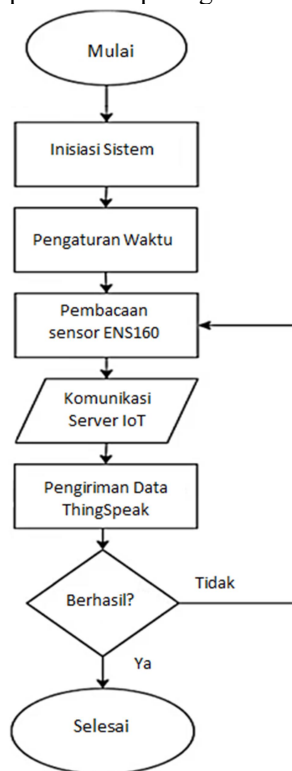 Mulai
Inisiasi Sistem
Pengaturan Waktu
Pembacaan
sensor ENS160
Komunikasi
Server IoT
Pengiriman Data
ThingSpeak
Berhasil?
Tidak
Ya
Selesai